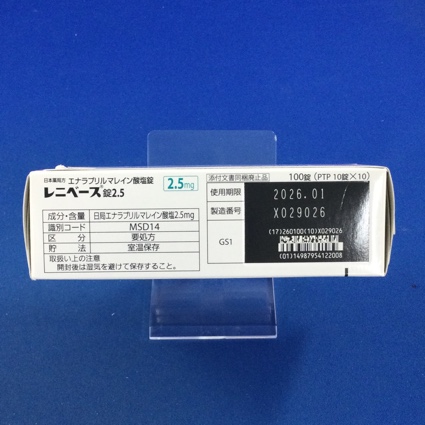 日本薬局方 エナラプリルマレイン酸塩錠
レニベース®錠2.5
2.5mg
成分・含量 日局エナラプリルマレイン酸塩2.5mg
識別コード MSD14
区分 要処方
貯法 室温保存
取扱い上の注意
開封後は湿気を避けて保存すること。
添付文書同梱廃止品
100錠 (PTP 10錠×10)
使用期限 2026.01
製造番号 X029026
GS1
(17)260100(10)X029026
(01)14987954122008